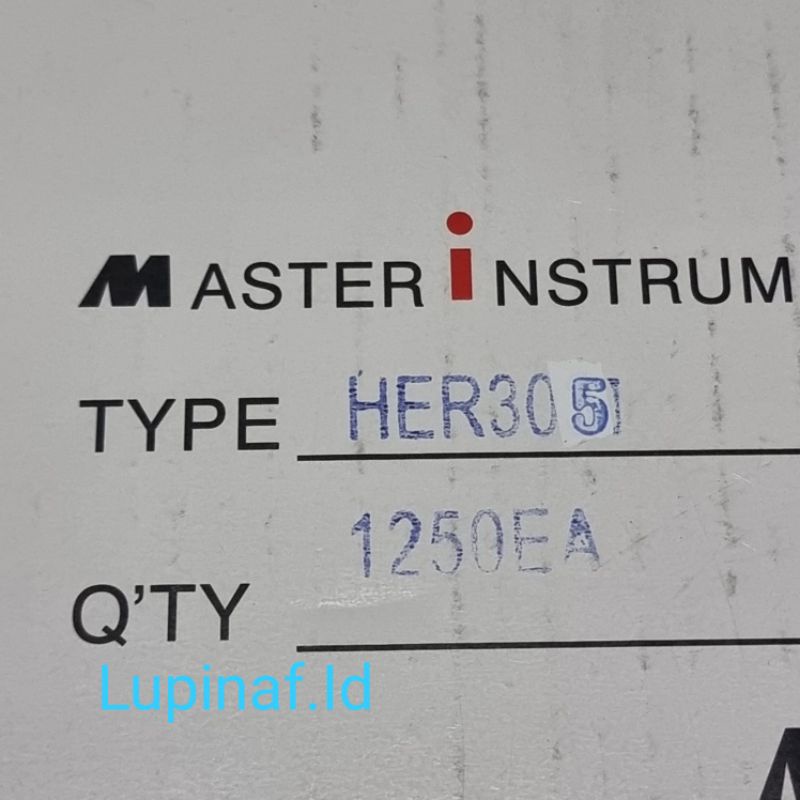 MASTER iNSTRUM
TYPE HER305
1250EA
Q'TY
Lupinaf.Id